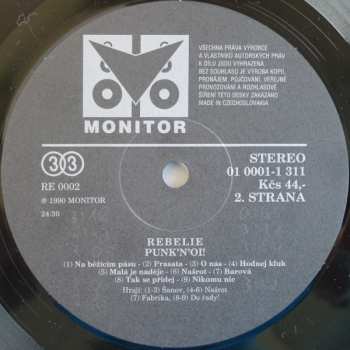 VŠECHNA PRÁVA VÝROBCE
A VLASTNÍKŮ AUTORSKÝCH PRÁV
K DÍLU JSOU VYHRAZENA
BEZ SOUHLASU JE VÝROBA KOPIÍ,
PRONÁJEM, PŮJČOVÁNÍ, VEŘEJNÉ
PROVOZOVÁNÍ A ROZHLASOVÉ
ŠÍŘENÍ TÉTO DESKY ZAKÁZÁNO
MADE IN CZECHOSLOVAKIA
MONITOR
33
RE 0002
℗ 1990 MONITOR
24:30
STEREO
01 0001-1 311
Kčs 44,-
2. STRANA
REBELIE
PUNK'N'OI!
(1) Na běžícím pásu - (2) Prasata - (3) O nás - (4) Hodnej kluk
(5) Malá je naděje - (6) Našrot - (7) Barová
(8) Tak se přidej - (9) Nikomu nic
Hrají: (1-3) Šanov, (4-6) Našrot
(7) Fabrika, (8-9) Do řady!